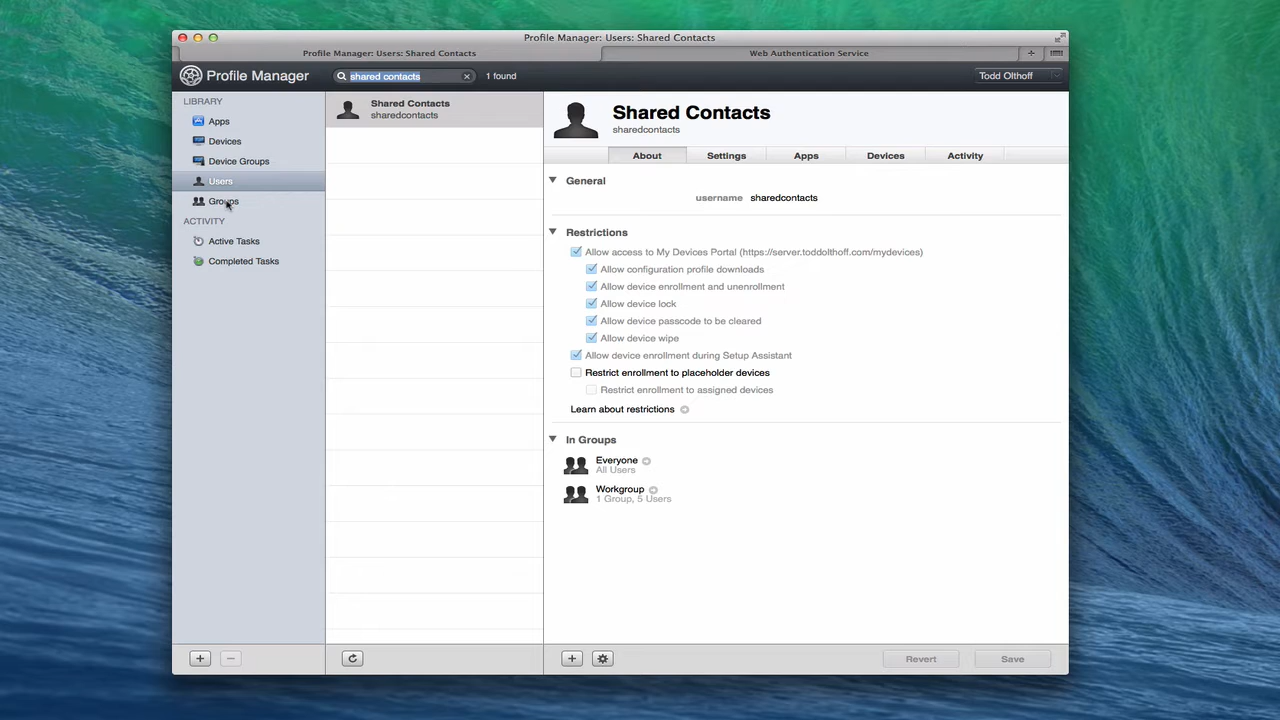 Profile Manager: Users: Shared Contacts
Profile Manager: Users: Shared Contacts
Web Authentication Service
Profile Manager
shared contacts
1 found
Todd Olthoff
LIBRARY
Apps
Devices
Device Groups
Users
Groups
ACTIVITY
Active Tasks
Completed Tasks
Shared Contacts
sharedcontacts
Shared Contacts
sharedcontacts
About Settings Apps Devices Activity
General
username sharedcontacts
Restrictions
Allow access to My Devices Portal (https://server.toddolthoff.com/mydevices)
Allow configuration profile downloads
Allow device enrollment and unenrollment
Allow device lock
Allow device passcode to be cleared
Allow device wipe
Allow device enrollment during Setup Assistant
Restrict enrollment to placeholder devices
Restrict enrollment to assigned devices
Learn about restrictions
In Groups
Everyone
All Users
Workgroup
1 Group, 5 Users
Revert Save